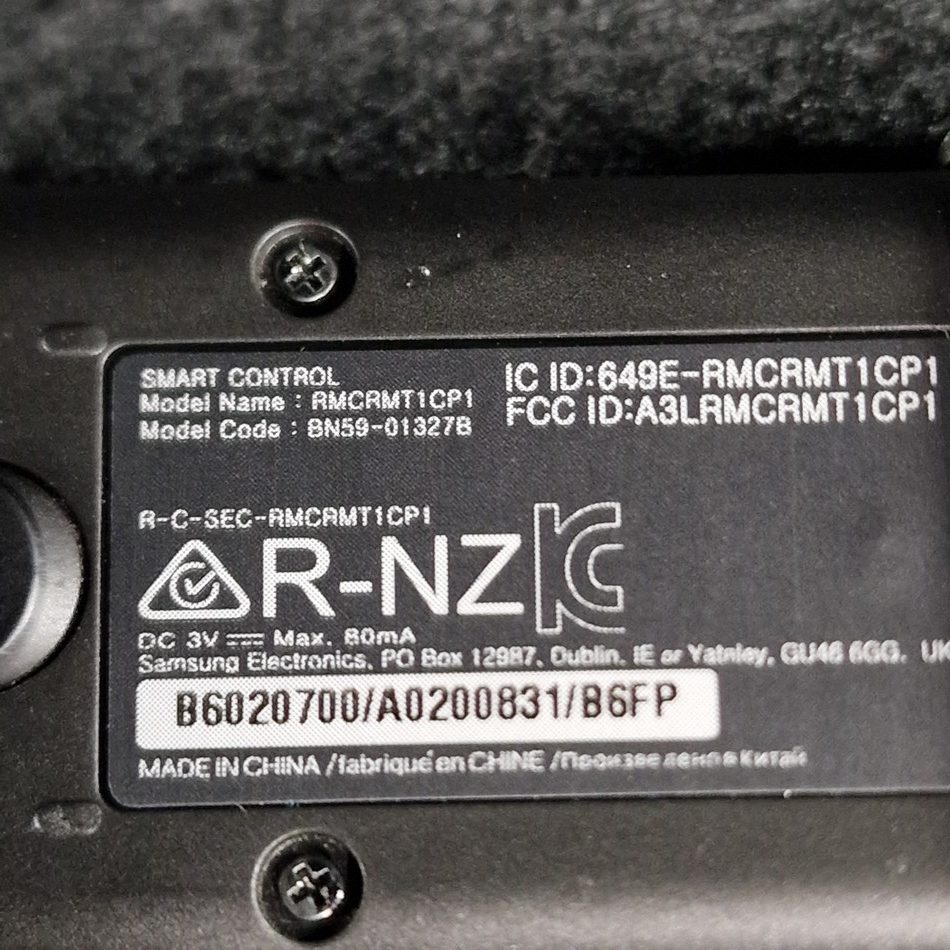 SMART CONTROL
Model Name : RMCRMT1CP1
Model Code : BN59-01327B
IC ID:649E-RMCRMT1CP1
FCC ID:A3LRMCRMT1CP1
R-C-SEC-RMCRMT1CP1
R-NZ
DC 3V Max. 80mA
Samsung Electronics, PO Box 12987, Dublin. IE or Yateley, GU46 6GG. UK
B6020700/A0200831/B6FP
MADE IN CHINA /fabriqué en CHINE /Произведено в Китай